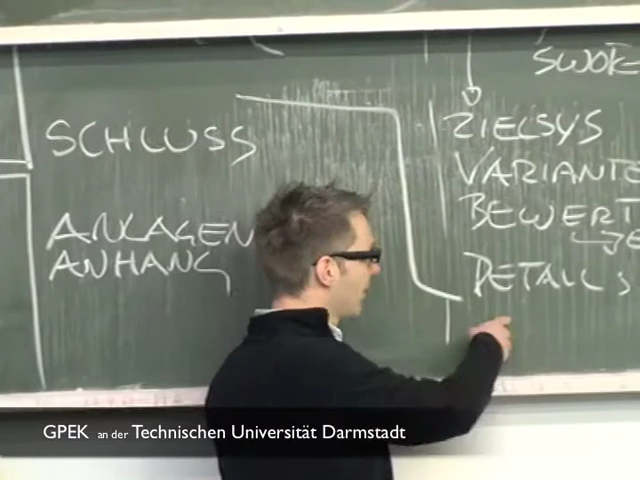 SCHLUSS
ANLAGEN
ANHANG
SWOT
ZIELSYS
VARIANTE
BEWERT
DETAILS
GPEK an der Technischen Universität Darmstadt